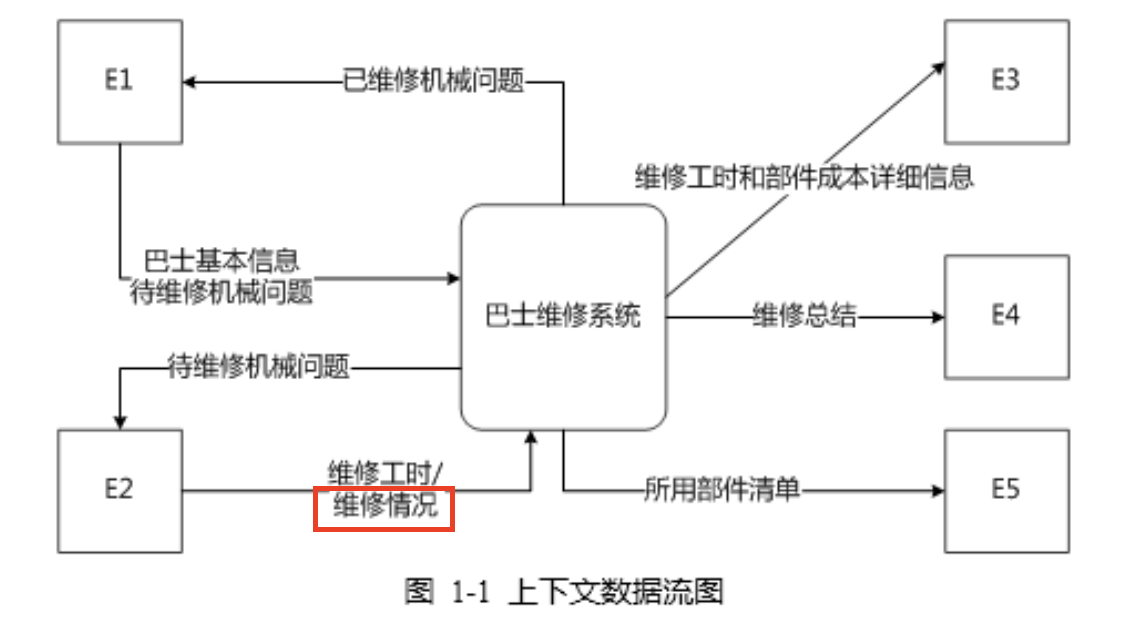 E1
已维修机械问题
E3
维修工时和部件成本详细信息
巴士基本信息
待维修机械问题
巴士维修系统
维修总结
E4
待维修机械问题
E2
维修工时/
维修情况
所用部件清单
E5
图 1-1 上下文数据流图